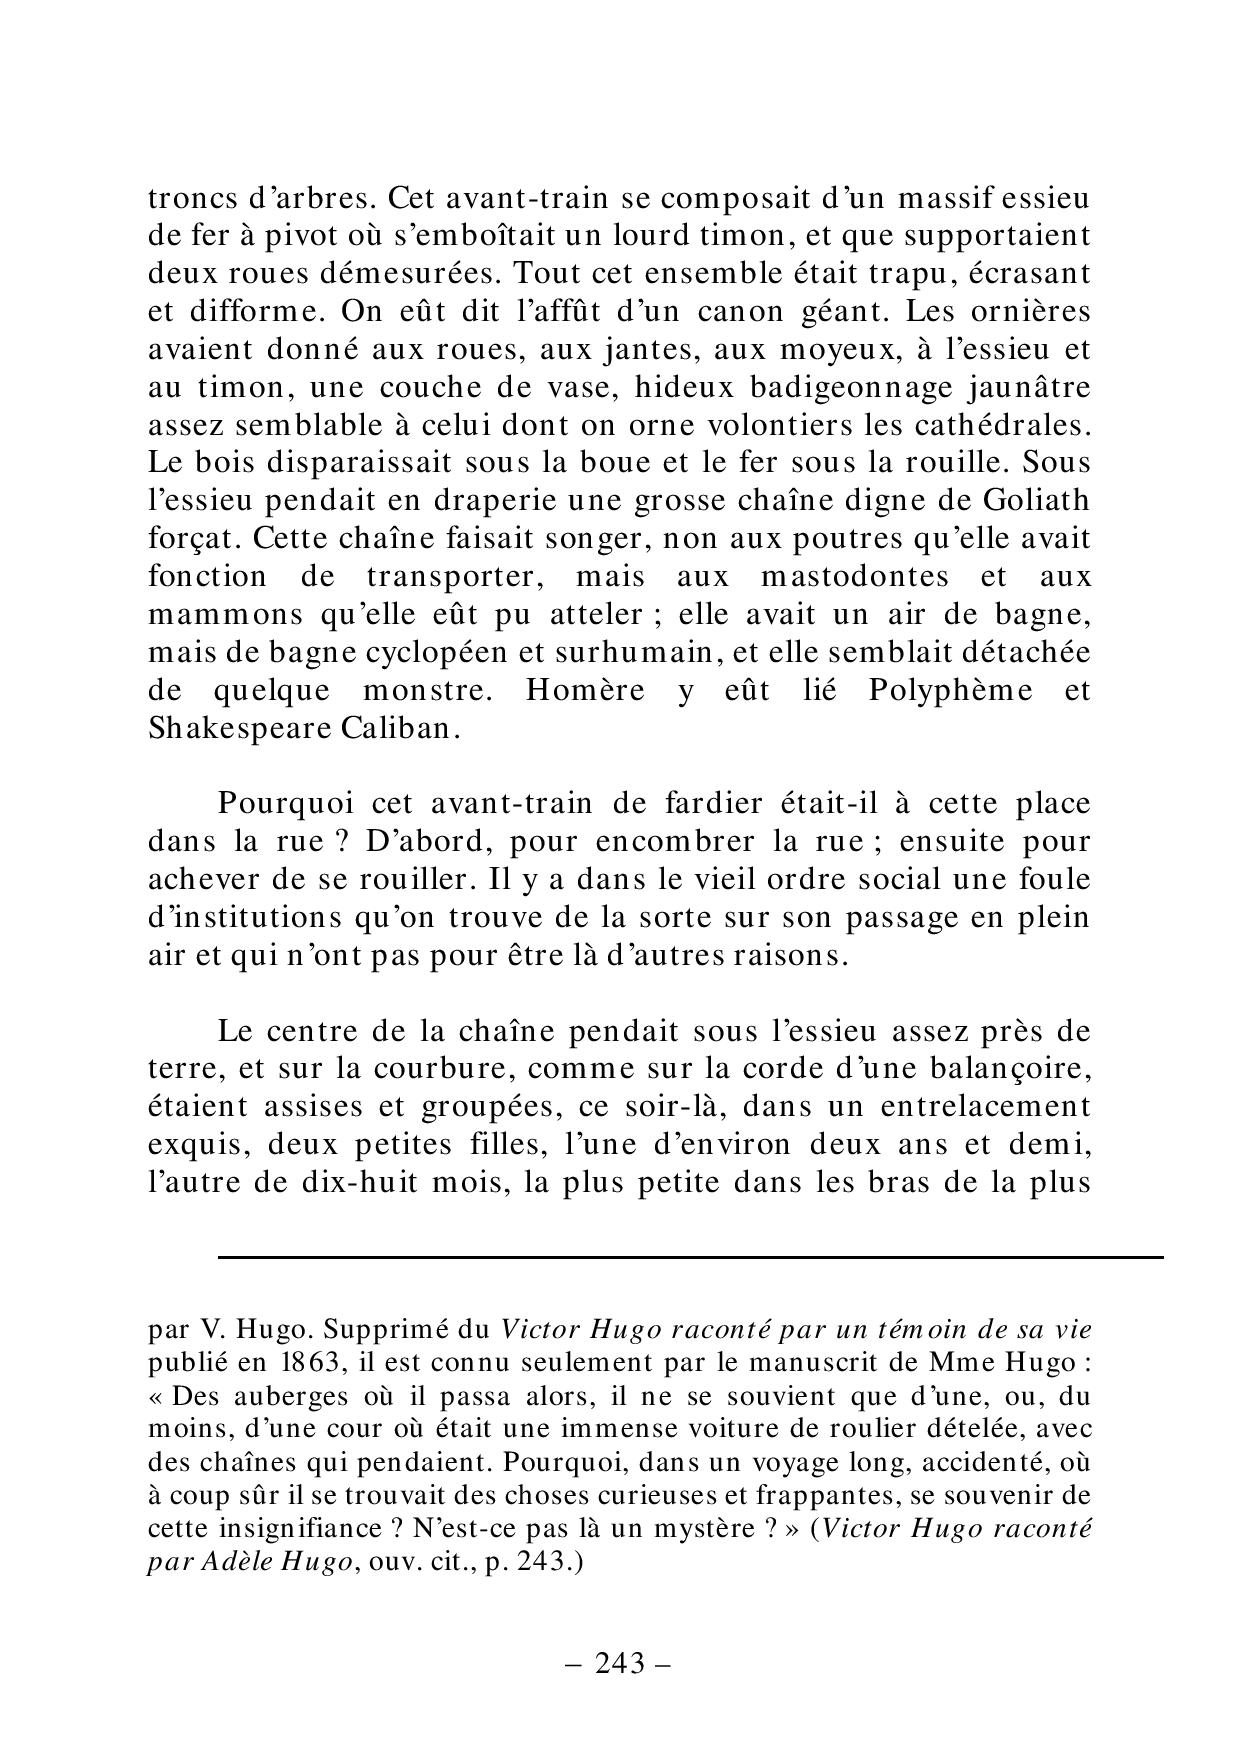 troncs d’arbres. Cet avant-train se composait d’un massif essieu
de fer à pivot où s’emboîtait un lourd timon, et que supportaient
deux roues démesurées. Tout cet ensemble était trapu, écrasant
et difforme. On eût dit l’affût d’un canon géant. Les ornières
avaient donné aux roues, aux jantes, aux moyeux, à l’essieu et
au timon, une couche de vase, hideux badigeonnage jaunâtre
assez semblable à celui dont on orne volontiers les cathédrales.
Le bois disparaissait sous la boue et le fer sous la rouille. Sous
l’essieu pendait en draperie une grosse chaîne digne de Goliath
forçat. Cette chaîne faisait songer, non aux poutres qu’elle avait
fonction de transporter, mais aux mastodontes et aux
mammons qu’elle eût pu atteler ; elle avait un air de bagne,
mais de bagne cyclopéen et surhumain, et elle semblait détachée
de quelque monstre. Homère y eût lié Polyphème et
Shakespeare Caliban.
Pourquoi cet avant-train de fardier était-il à cette place
dans la rue ? D’abord, pour encombrer la rue ; ensuite pour
achever de se rouiller. Il y a dans le vieil ordre social une foule
d’institutions qu’on trouve de la sorte sur son passage en plein
air et qui n’ont pas pour être là d’autres raisons.
Le centre de la chaîne pendait sous l’essieu assez près de
terre, et sur la courbure, comme sur la corde d’une balançoire,
étaient assises et groupées, ce soir-là, dans un entrelacement
exquis, deux petites filles, l’une d’environ deux ans et demi,
l’autre de dix-huit mois, la plus petite dans les bras de la plus
par V. Hugo. Supprimé du Victor Hugo raconté par un témoin de sa vie
publié en 1863, il est connu seulement par le manuscrit de Mme Hugo :
« Des auberges où il passa alors, il ne se souvient que d’une, ou, du
moins, d’une cour où était une immense voiture de roulier dételée, avec
des chaînes qui pendaient. Pourquoi, dans un voyage long, accidenté, où
à coup sûr il se trouvait des choses curieuses et frappantes, se souvenir de
cette insignifiance ? N’est-ce pas là un mystère ? » (Victor Hugo raconté
par Adèle Hugo, ouv. cit., p. 243.)
– 243 –